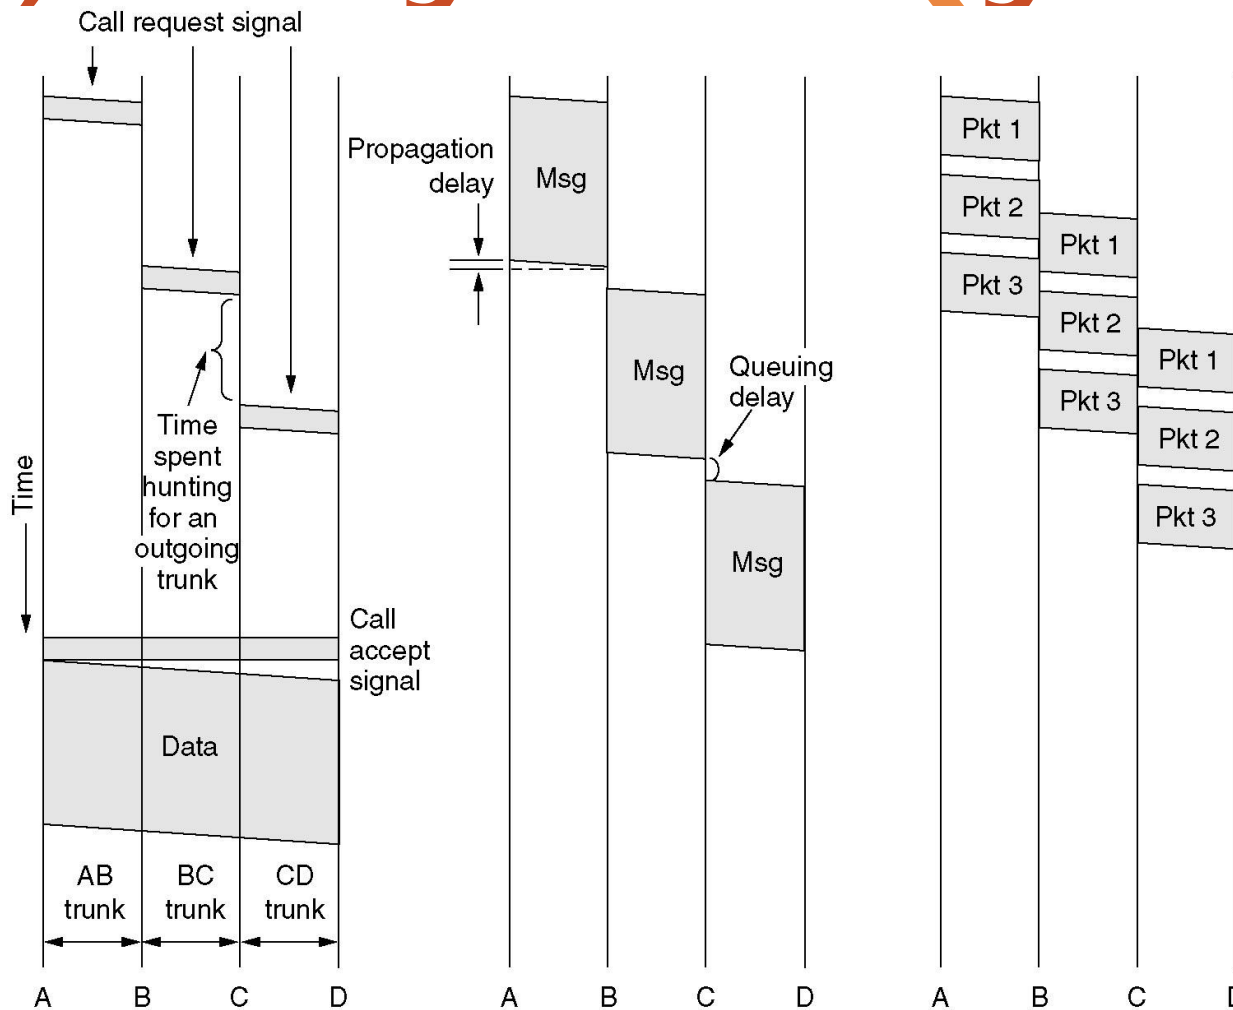 Call request signal
Time
spent
hunting
for an
outgoing
trunk
Time
Call
accept
signal
Data
AB
trunk
BC
trunk
CD
trunk
A
B
C
D
Propagation
delay
Msg
Msg
Queuing
delay
Msg
A
B
C
D
Pkt 1
Pkt 2
Pkt 3
Pkt 1
Pkt 2
Pkt 3
Pkt 1
Pkt 2
Pkt 3
A
B
C